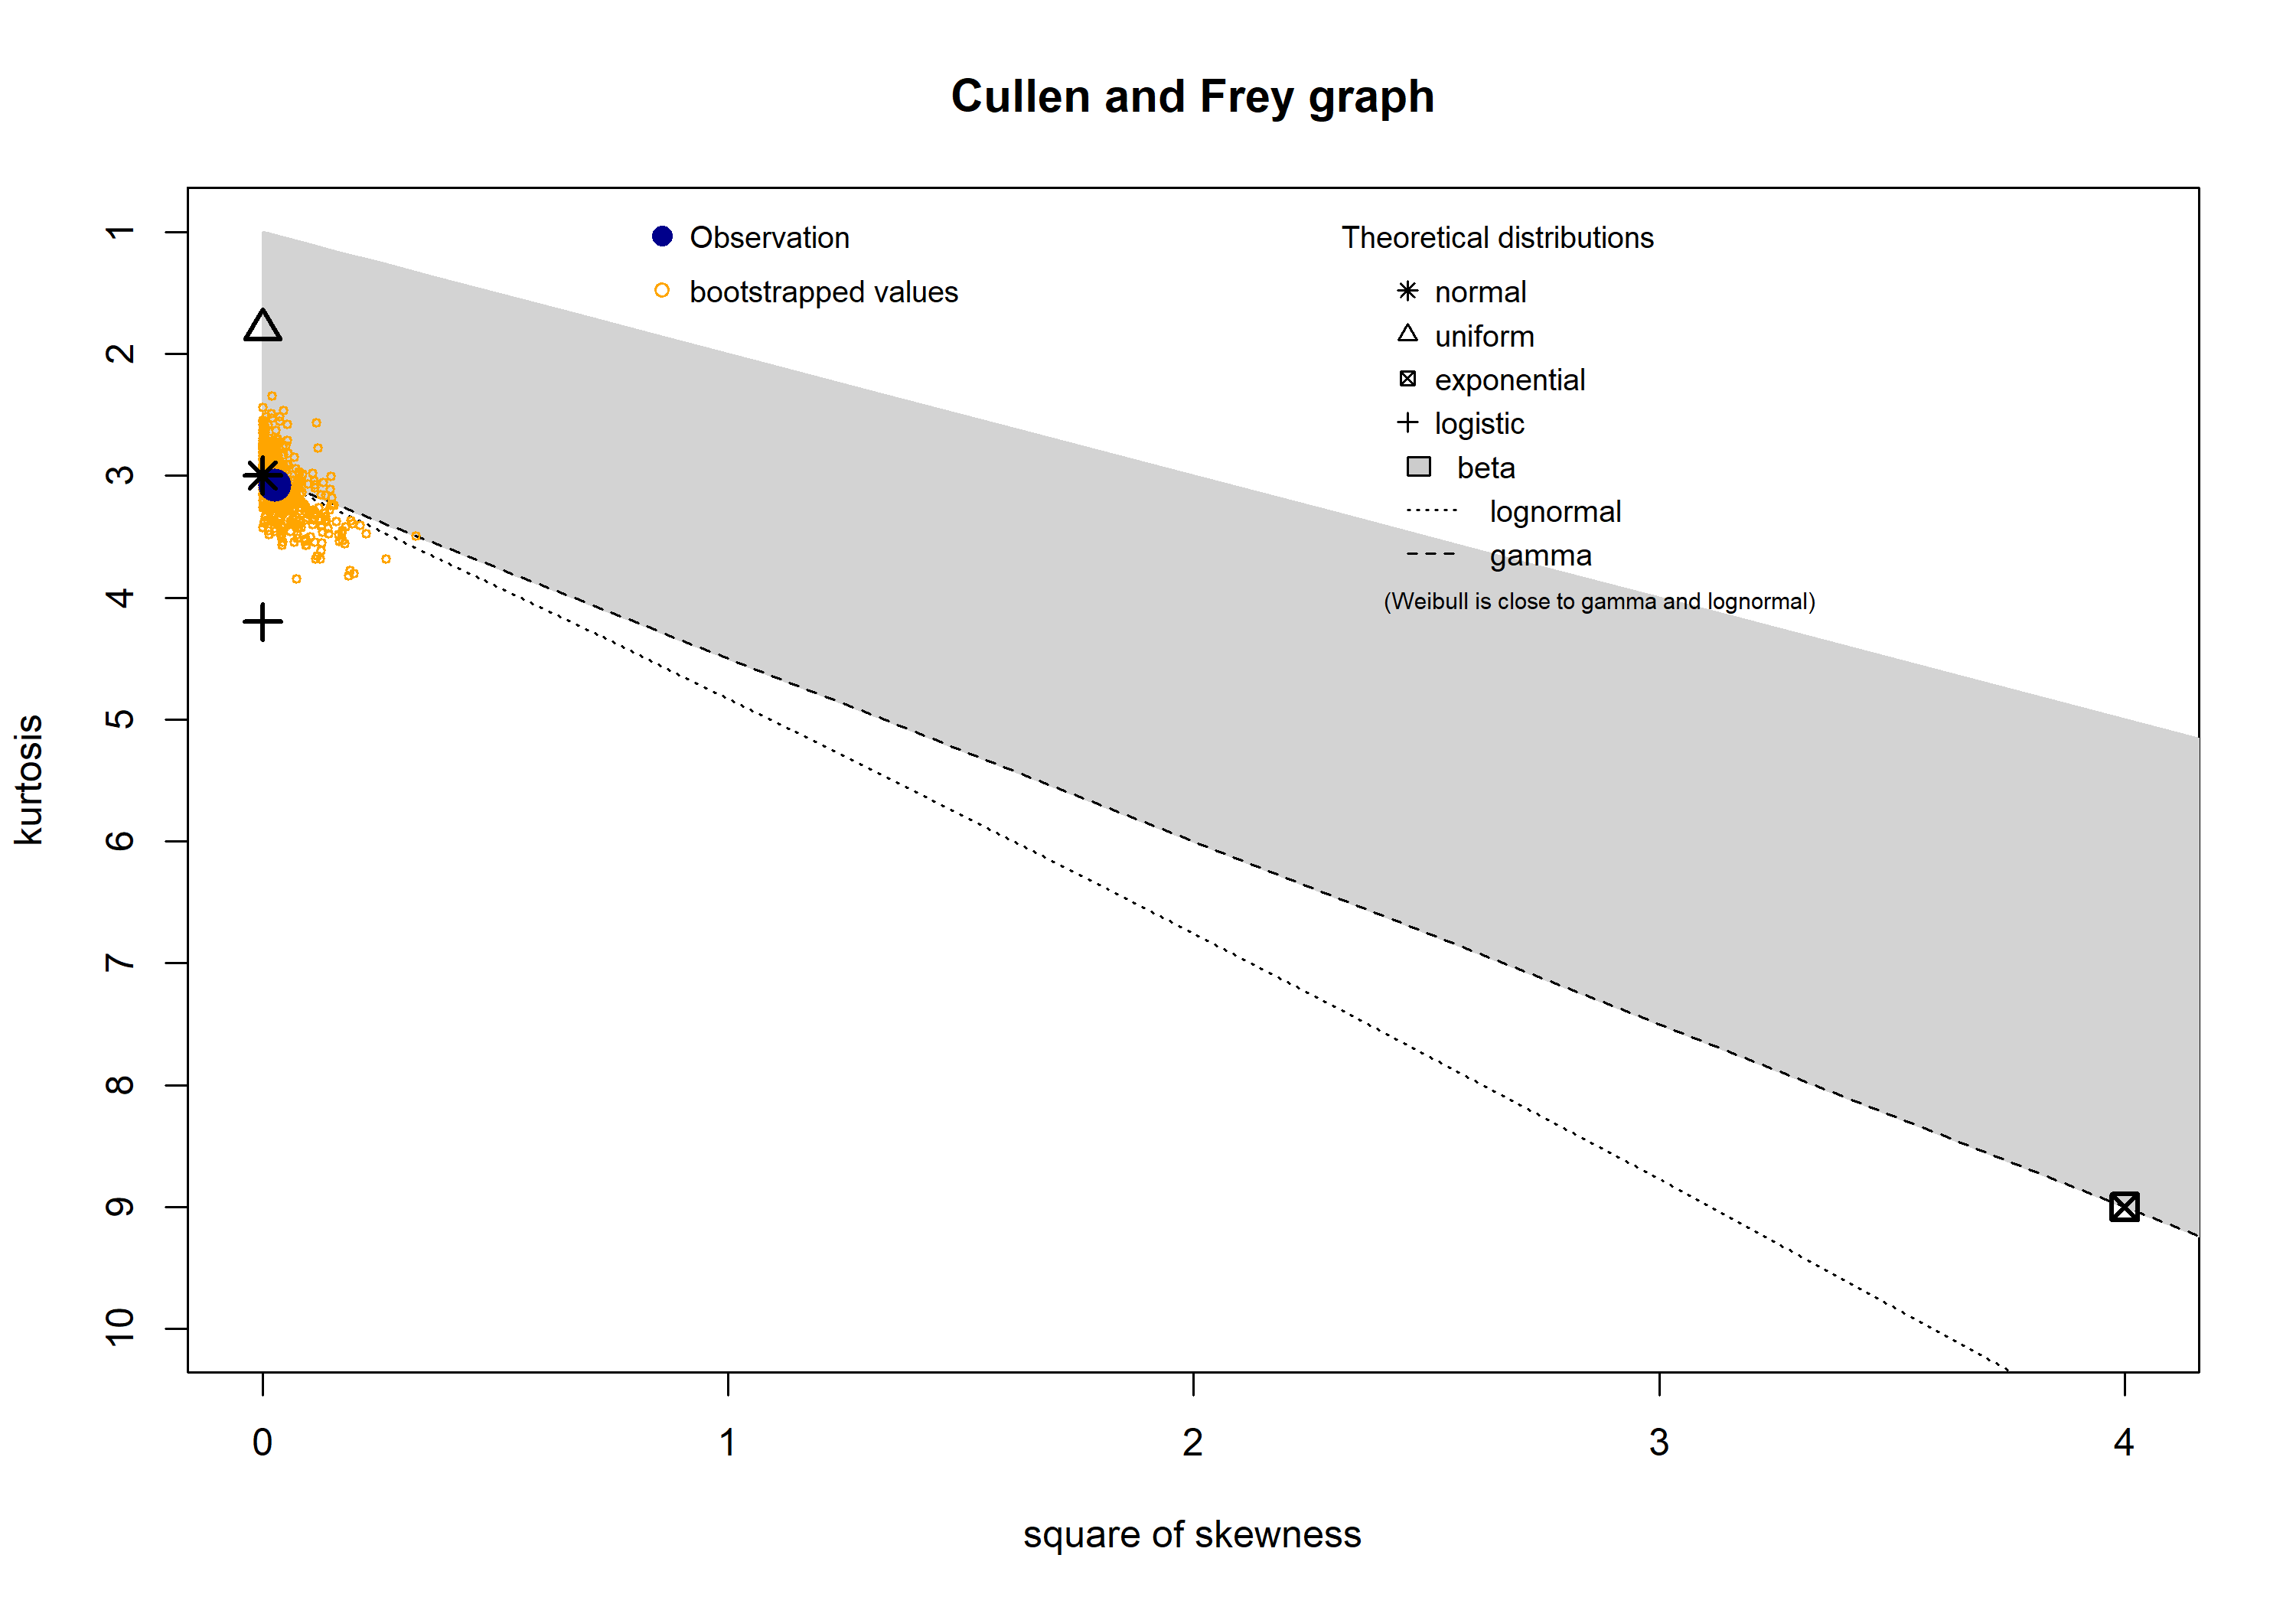 Cullen and Frey graph
Observation
bootstrapped values
Theoretical distributions
normal
uniform
exponential
logistic
beta
lognormal
gamma
(Weibull is close to gamma and lognormal)
kurtosis
1
2
3
4
5
6
7
8
9
10
0 1 2 3 4
square of skewness